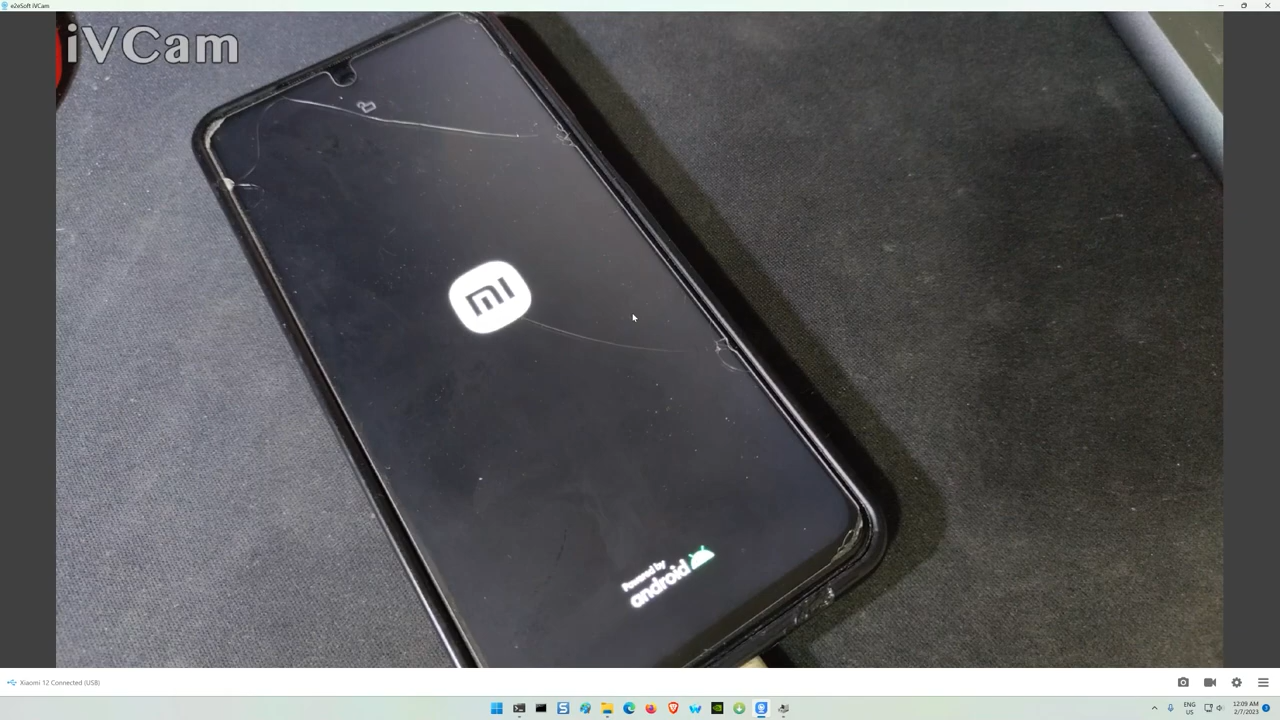 e2eSoft iVCam
iVCam
mi
Powered by
android
Xiaomi 12 Connected (USB)
ENG
US
12:09 AM
2/7/2023